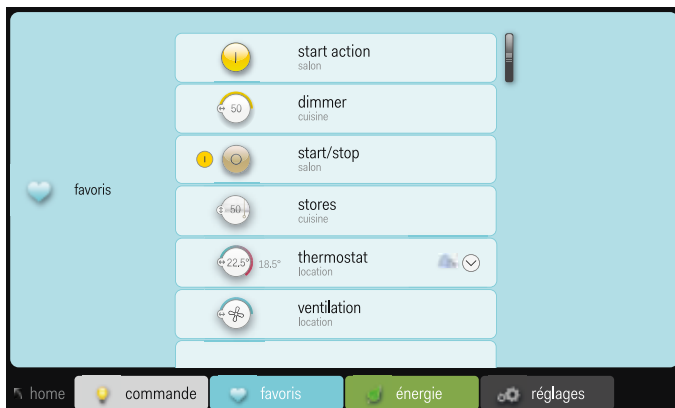 start action
salon
50
dimmer
cuisine
I
O
start/stop
salon
favoris
50
stores
cuisine
22.5°
18.5°
thermostat
location
ventilation
location
home
commande
favoris
énergie
réglages